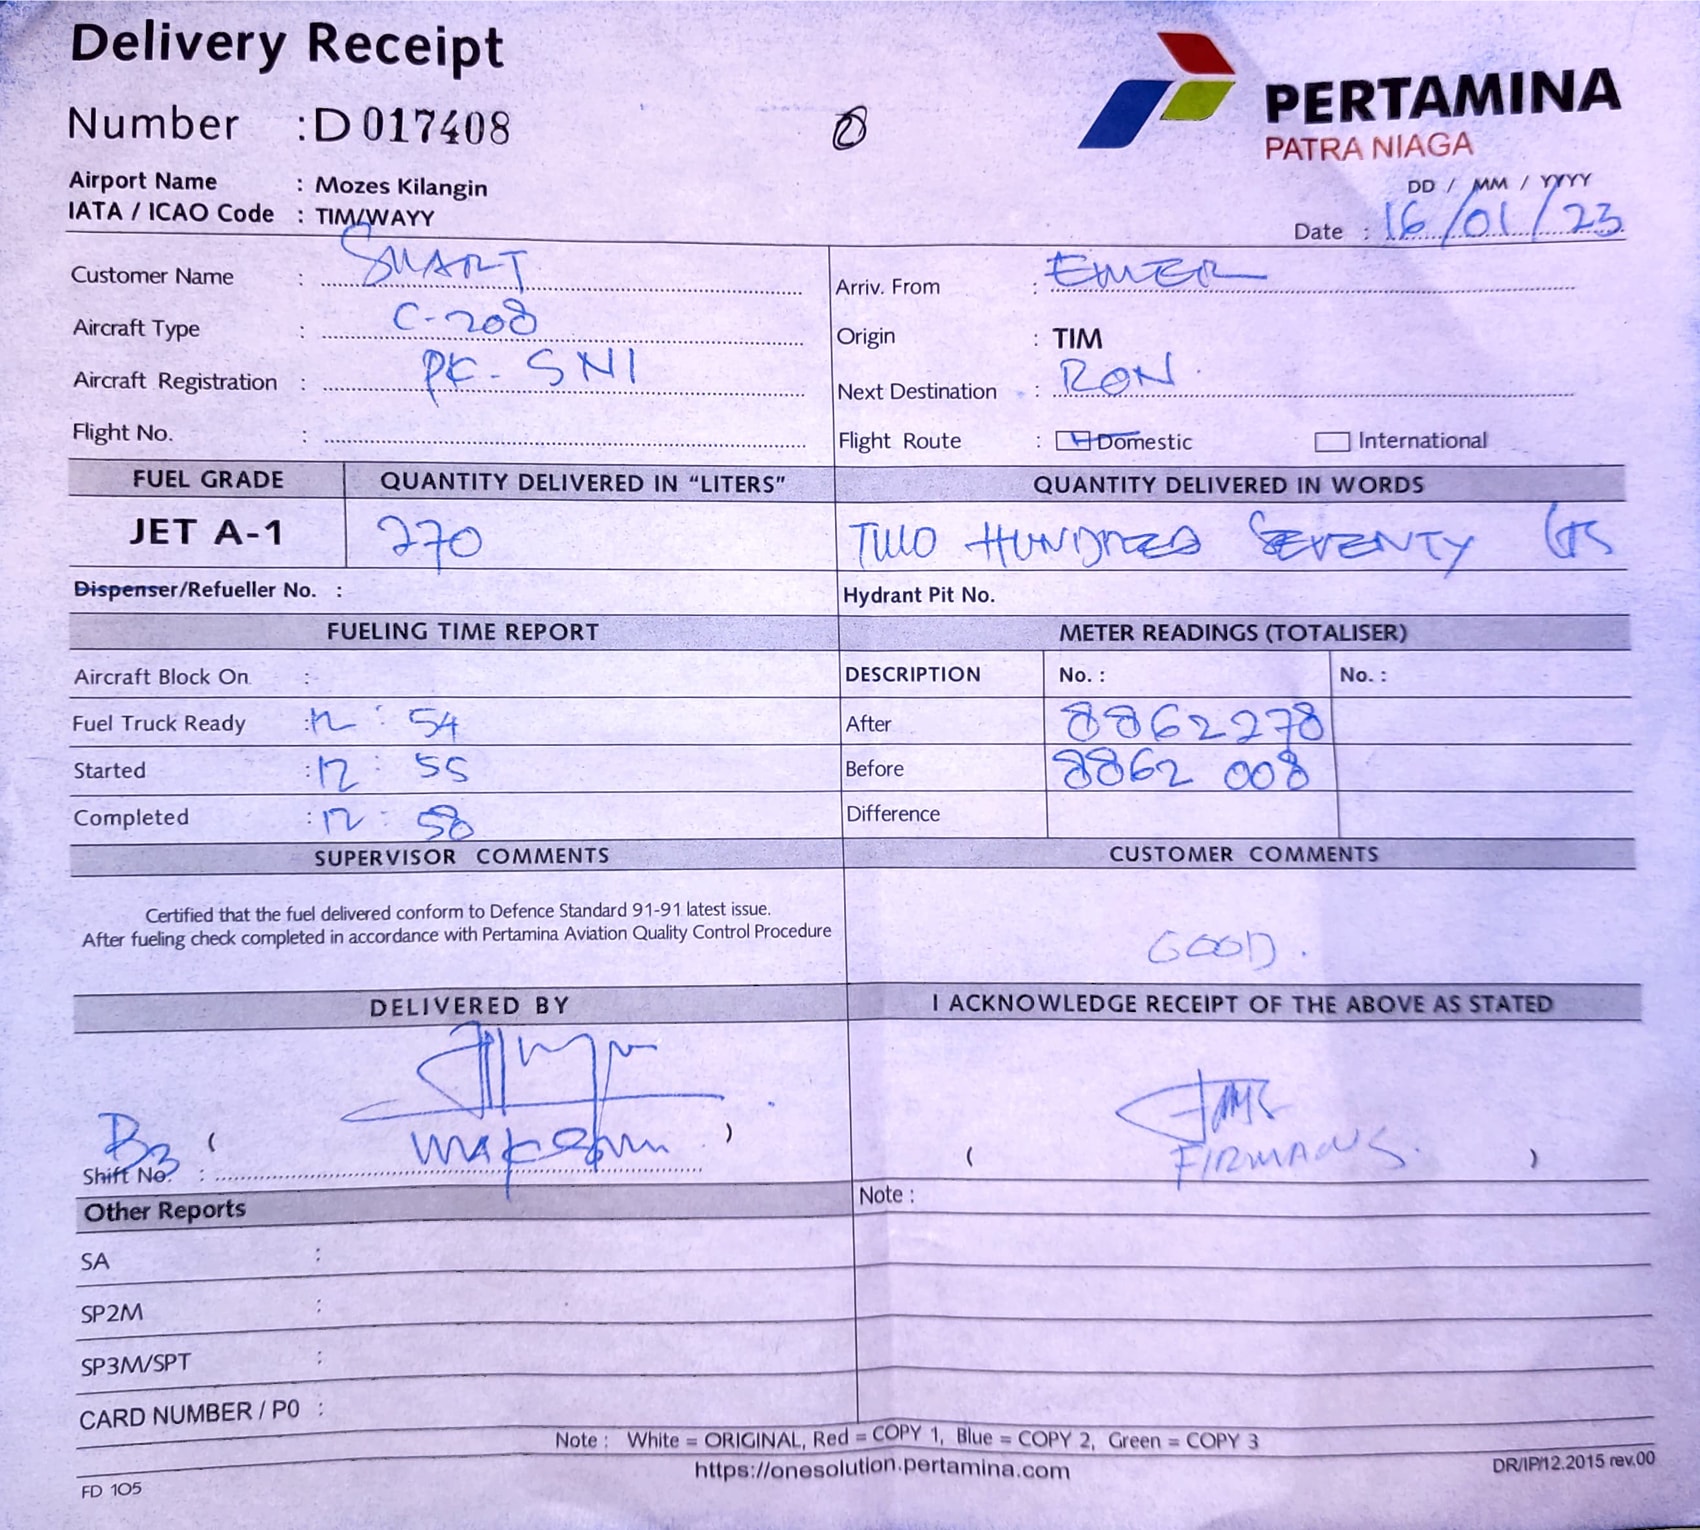 Delivery Receipt
Number : D 017408
PERTAMINA
PATRA NIAGA
Airport Name : Mozes Kilangin
IATA / ICAO Code : TIM/WAYY
DD / MM / YYYY
Date : 16/01/23
Customer Name : SMART
Arriv. From : EWER
Aircraft Type : C-208
Origin : TIM
Aircraft Registration : PK-SNI
Next Destination : RON
Flight No. :
Flight Route : Domestic International
FUEL GRADE QUANTITY DELIVERED IN “LITERS” QUANTITY DELIVERED IN WORDS
JET A-1 270 TWO HUNDRED SEVENTY
Dispenser/Refueller No. : Hydrant Pit No.
FUELING TIME REPORT METER READINGS (TOTALISER)
Aircraft Block On : DESCRIPTION No. : No. :
Fuel Truck Ready : 12 : 54 After 8862278
Started : 12 : 55 Before 8862 008
Completed : 12 : 58 Difference
SUPERVISOR COMMENTS CUSTOMER COMMENTS
Certified that the fuel delivered conform to Defence Standard 91-91 latest issue.
After fueling check completed in accordance with Pertamina Aviation Quality Control Procedure
GOOD.
DELIVERED BY I ACKNOWLEDGE RECEIPT OF THE ABOVE AS STATED
B3 ( )
( FIRMANUS. )
Shift No. :
Other Reports Note :
SA :
SP2M :
SP3M/SPT :
CARD NUMBER / P0 :
Note : White = ORIGINAL, Red = COPY 1, Blue = COPY 2, Green = COPY 3
https://onesolution.pertamina.com
DR/IP/12.2015 rev.00
FD 105